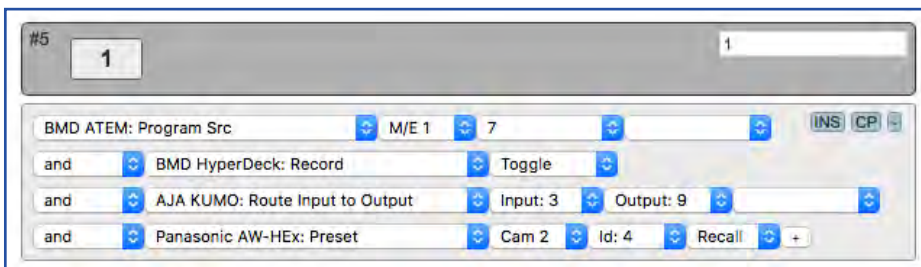 #5
1
1
BMD ATEM: Program Src M/E 1 7 INS CP -
and BMD HyperDeck: Record Toggle
and AJA KUMO: Route Input to Output Input: 3 Output: 9
and Panasonic AW-HEx: Preset Cam 2 Id: 4 Recall +